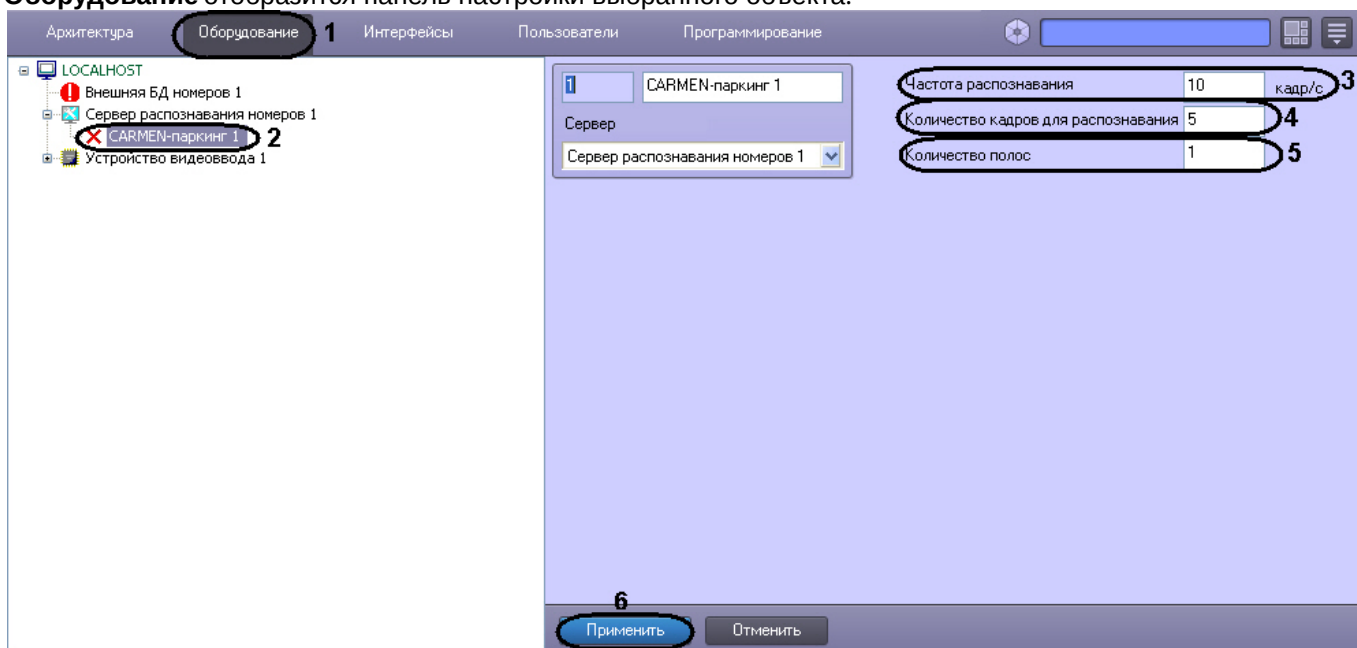 Оборудование отобразится панель настройки выбранного объекта.
Архитектура Оборудование 1 Интерфейсы Пользователи Программирование
LOCALHOST
Внешняя БД номеров 1
Сервер распознавания номеров 1
CARMEN-паркинг 1 2
Устройство видеоввода 1
1 CARMEN-паркинг 1
Сервер
Сервер распознавания номеров 1
Частота распознавания 10 кадр/с 3
Количество кадров для распознавания 5 4
Количество полос 1 5
6
Применить Отменить